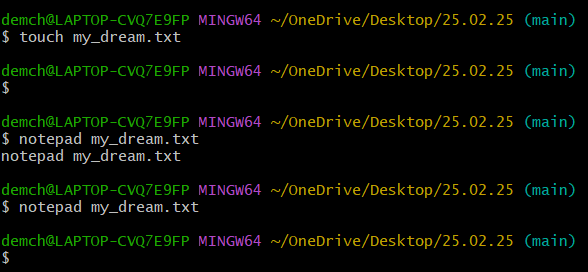 demch@LAPTOP-CVQ7E9FP MINGW64 ~/OneDrive/Desktop/25.02.25 (main)
$ touch my_dream.txt
demch@LAPTOP-CVQ7E9FP MINGW64 ~/OneDrive/Desktop/25.02.25 (main)
$
demch@LAPTOP-CVQ7E9FP MINGW64 ~/OneDrive/Desktop/25.02.25 (main)
$ notepad my_dream.txt
notepad my_dream.txt
demch@LAPTOP-CVQ7E9FP MINGW64 ~/OneDrive/Desktop/25.02.25 (main)
$ notepad my_dream.txt
demch@LAPTOP-CVQ7E9FP MINGW64 ~/OneDrive/Desktop/25.02.25 (main)
$